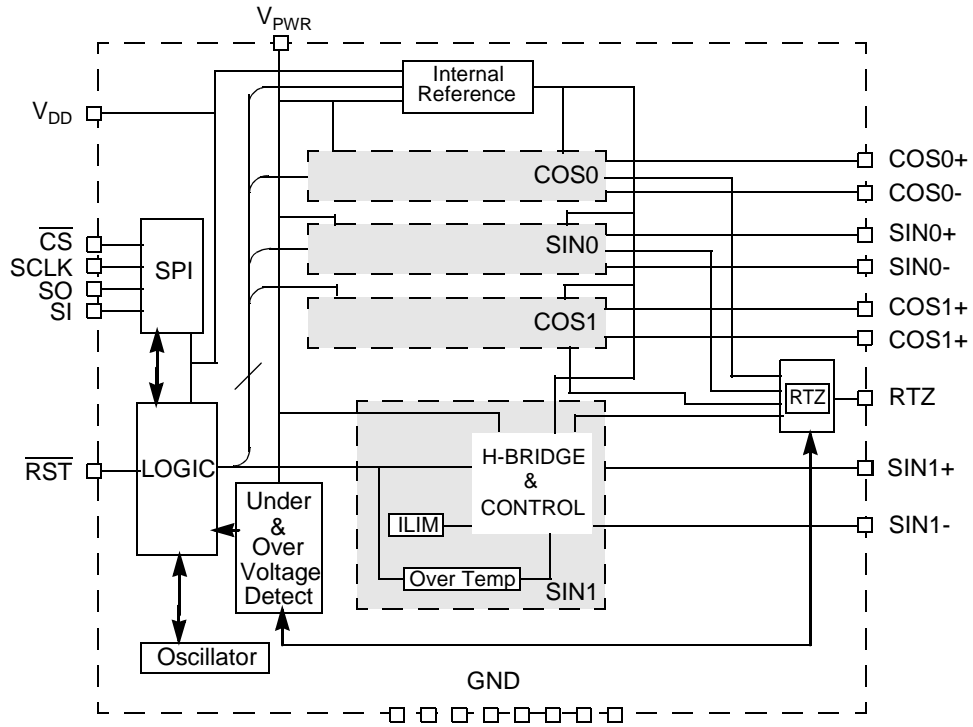 VPWR
Internal
Reference
VDD
COS0
COS0+
COS0-
CS
SCLK
SO
SI
SPI
SIN0
SIN0+
SIN0-
COS1
COS1+
COS1+
RTZ
RTZ
RST
LOGIC
H-BRIDGE
&
CONTROL
SIN1+
SIN1-
Under
&
Over
Voltage
Detect
ILIM
Over Temp
SIN1
Oscillator
GND